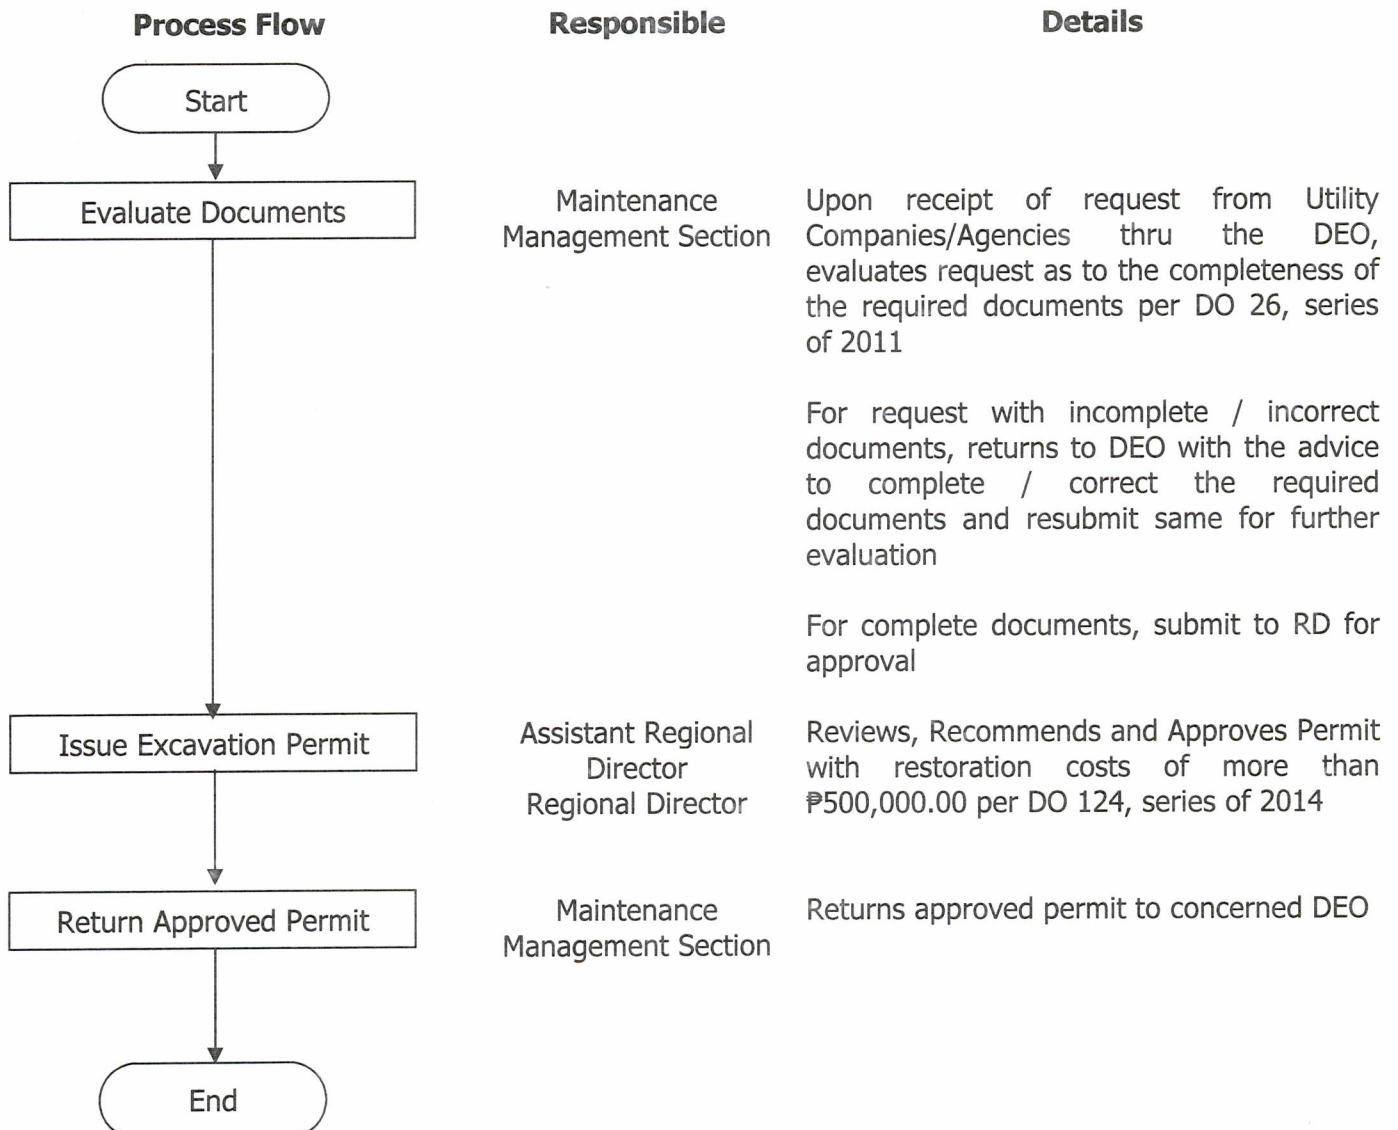 Process Flow
Responsible
Details
Start
Evaluate Documents
Maintenance
Management Section
Upon receipt of request from Utility
Companies/Agencies thru the DEO,
evaluates request as to the completeness of
the required documents per DO 26, series
of 2011
For request with incomplete / incorrect
documents, returns to DEO with the advice
to complete / correct the required
documents and resubmit same for further
evaluation
For complete documents, submit to RD for
approval
Issue Excavation Permit
Assistant Regional
Director
Regional Director
Reviews, Recommends and Approves Permit
with restoration costs of more than
₱500,000.00 per DO 124, series of 2014
Return Approved Permit
Maintenance
Management Section
Returns approved permit to concerned DEO
End